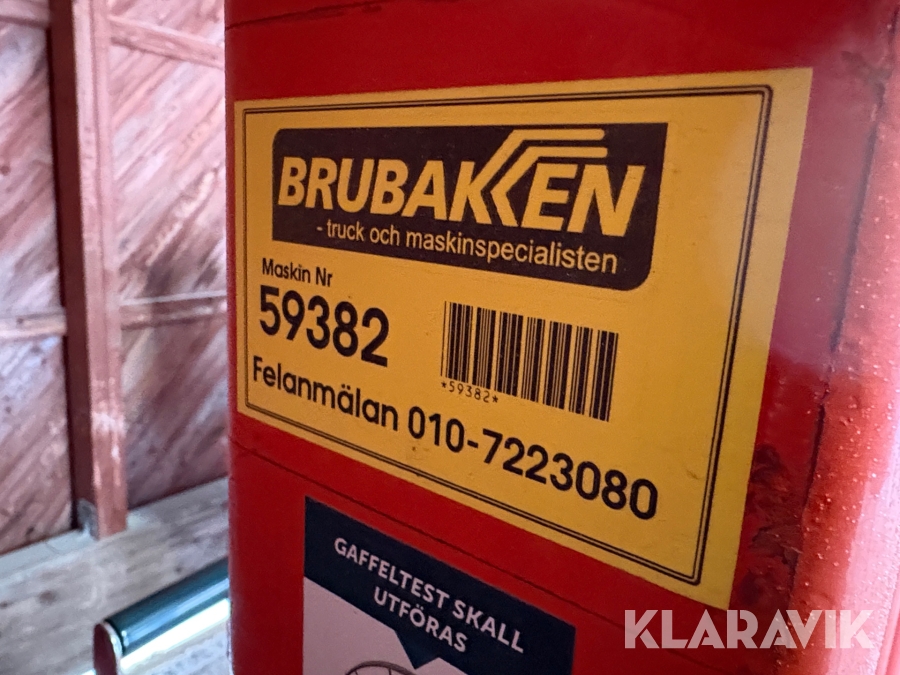 BRUBAKKEN
- truck och maskinspecialisten
Maskin Nr
59382
*59382*
Felanmälan 010-7223080
GAFFELTEST SKALL
UTFÖRAS
KLARAVIK